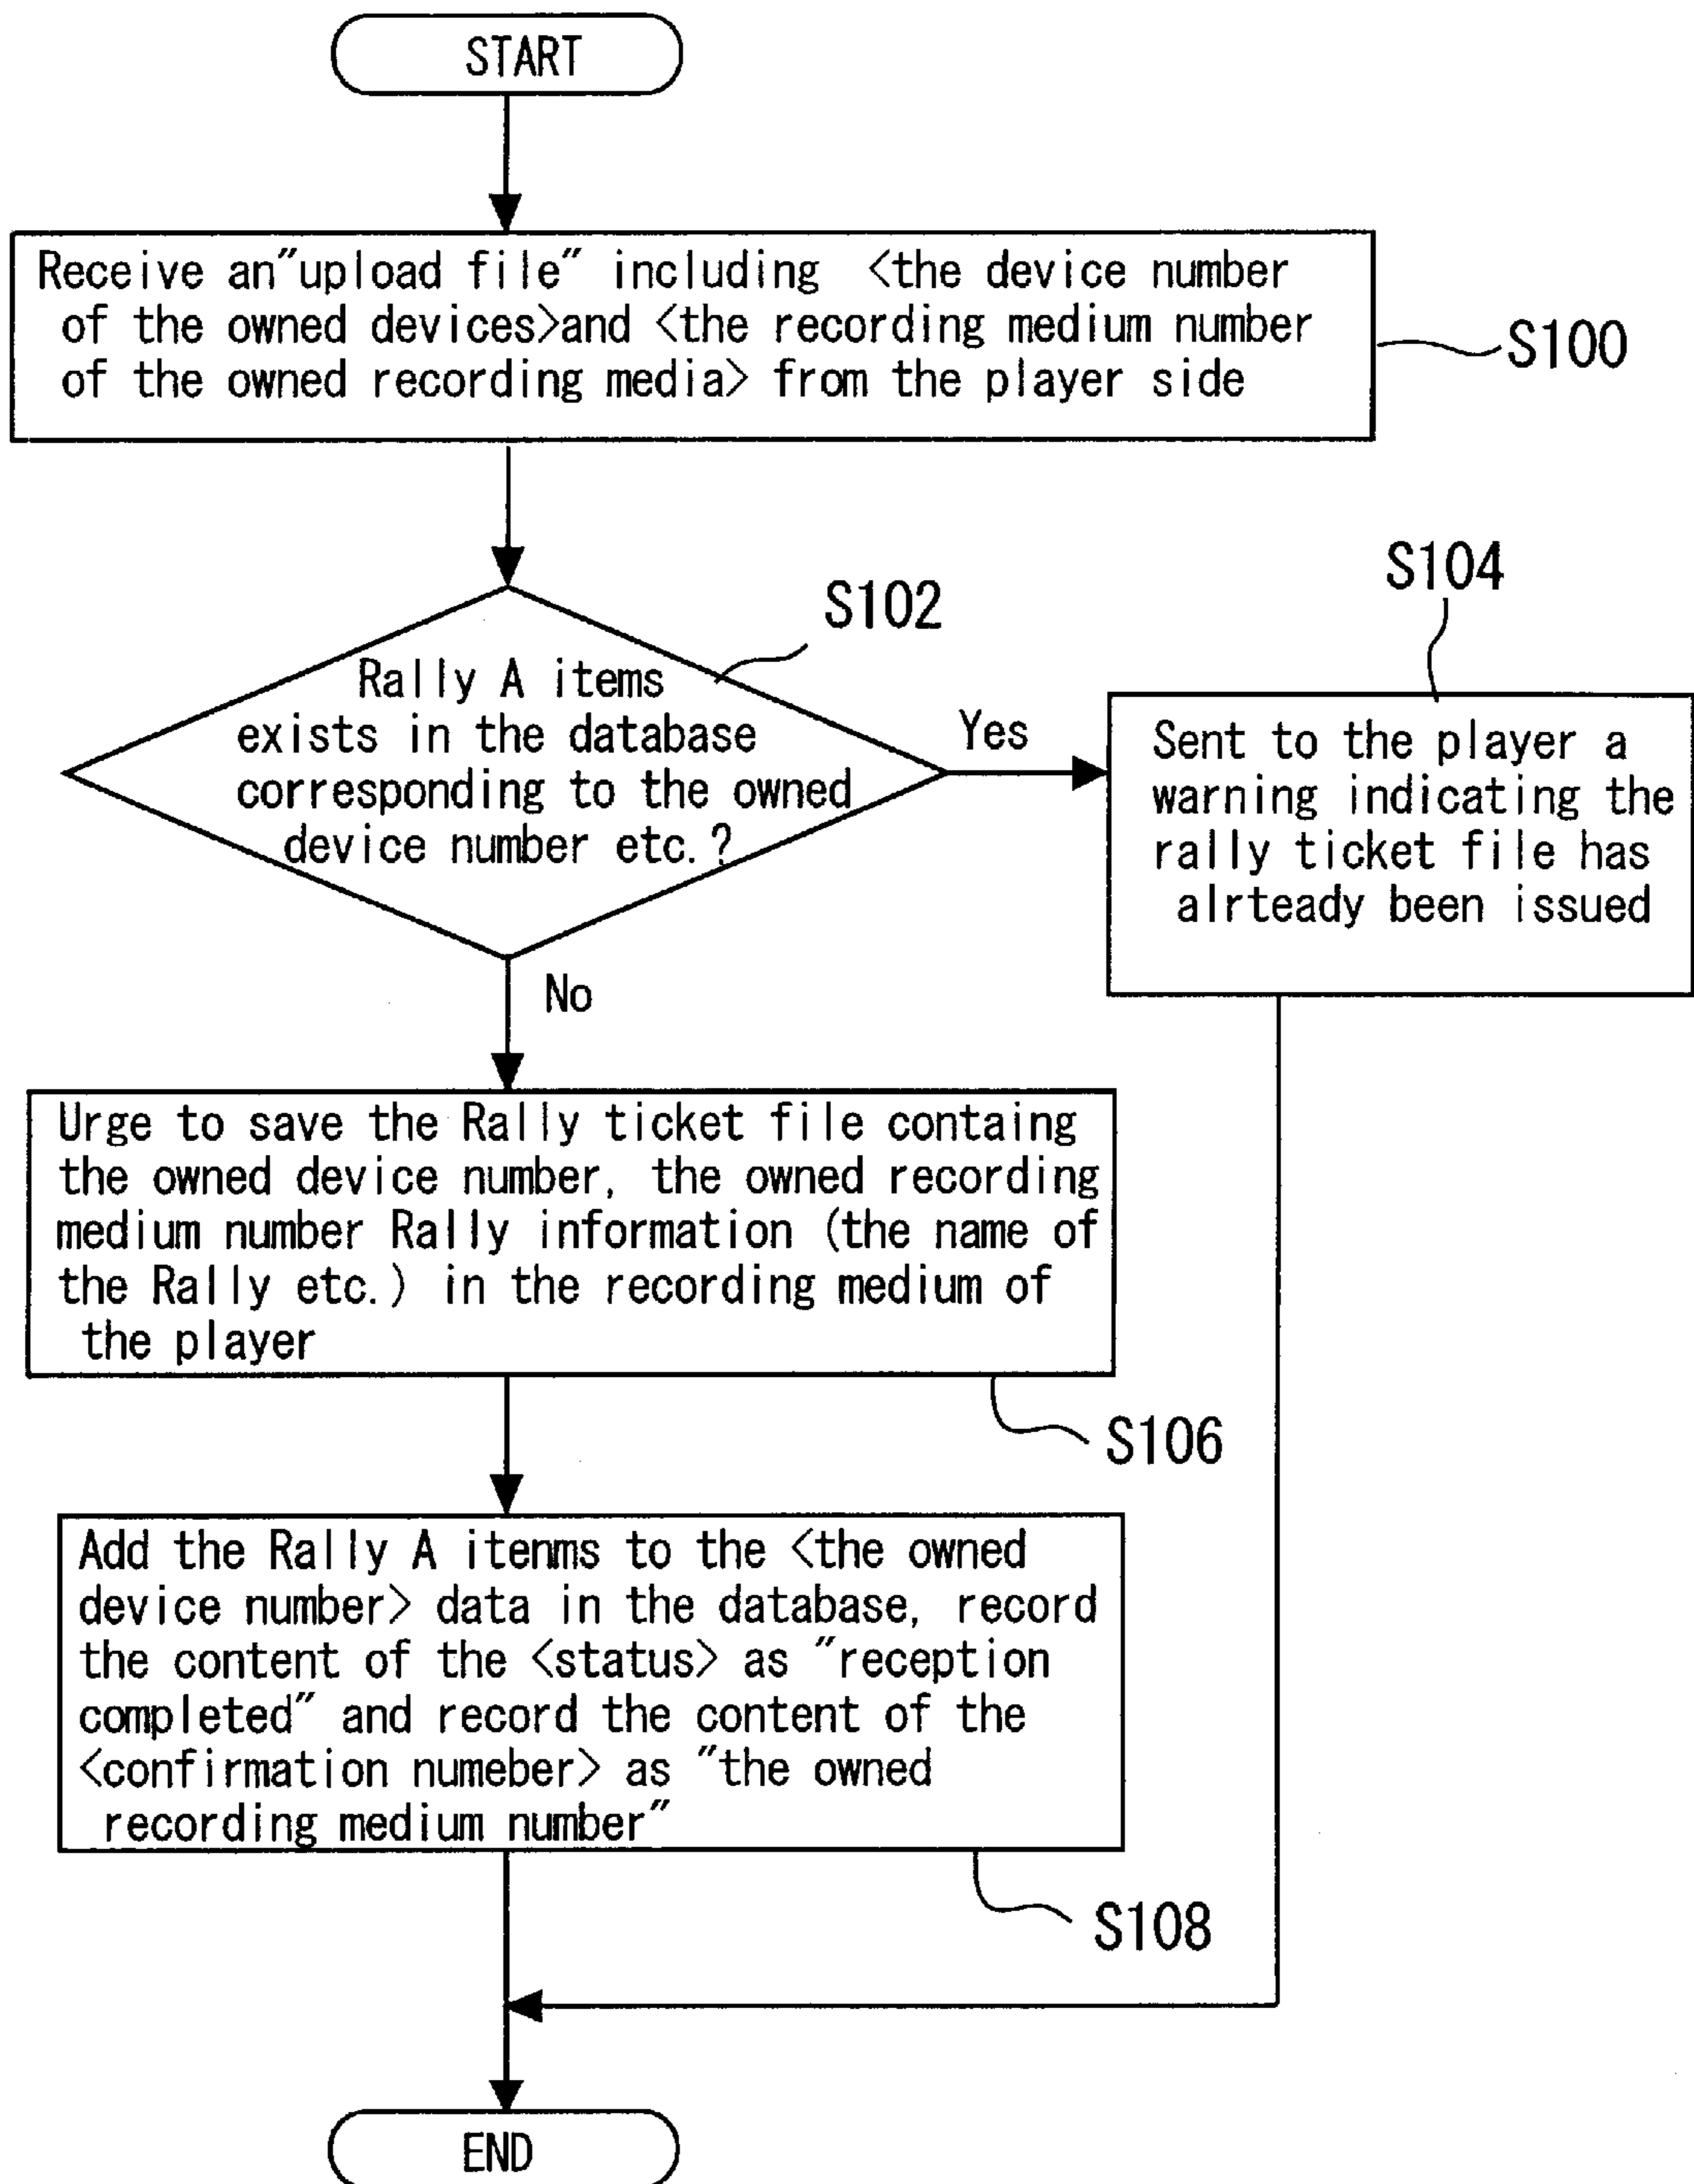 START
Receive an"upload file" including <the device number
of the owned devices>and <the recording medium number
of the owned recording media> from the player side
S100
S102
Rally A items
exists in the database
corresponding to the owned
device number etc.?
Yes
S104
Sent to the player a
warning indicating the
rally ticket file has
alrteady been issued
No
Urge to save the Rally ticket file containg
the owned device number, the owned recording
medium number Rally information (the name of
the Rally etc.) in the recording medium of
the player
S106
Add the Rally A itenms to the <the owned
device number> data in the database, record
the content of the <status> as "reception
completed" and record the content of the
<confirmation numeber> as "the owned
recording medium number"
S108
END